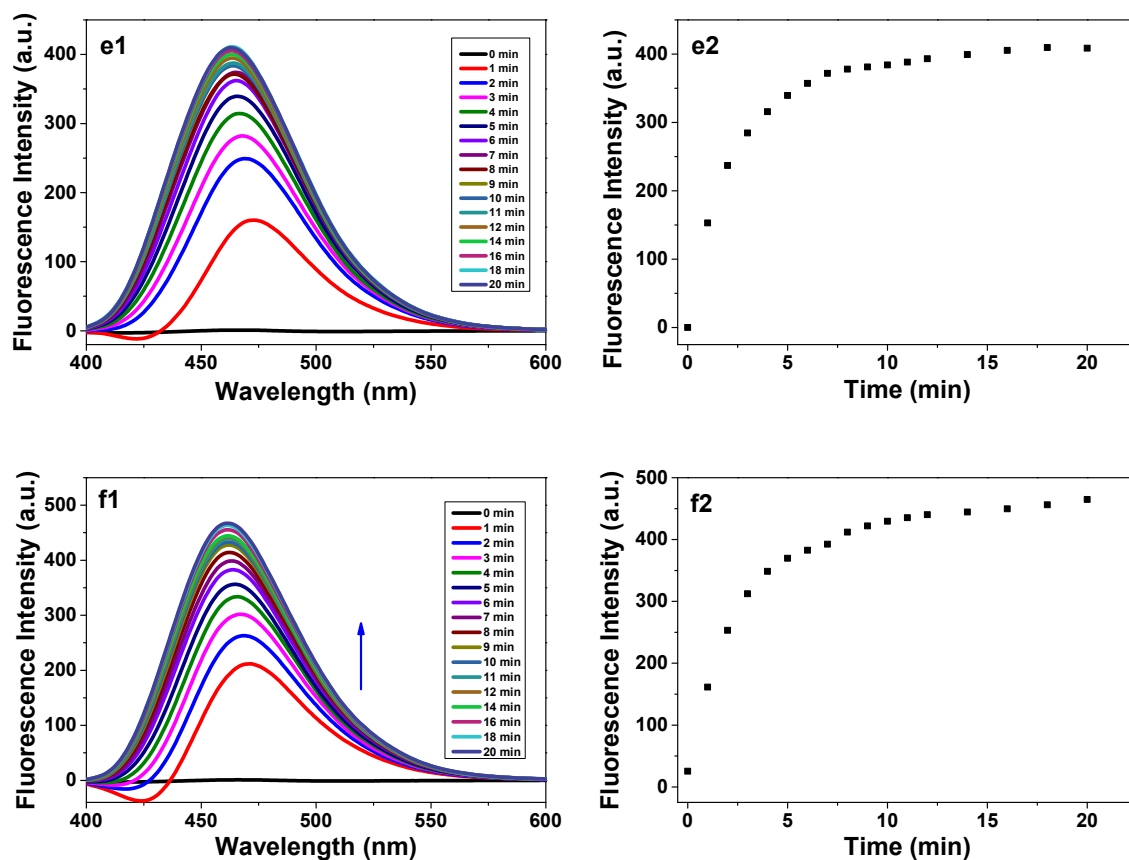 e1
Fluorescence Intensity (a.u.)
400
300
200
100
0
400
450
500
550
600
Wavelength (nm)
0 min
1 min
2 min
3 min
4 min
5 min
6 min
7 min
8 min
9 min
10 min
11 min
12 min
14 min
16 min
18 min
20 min
e2
Fluorescence Intensity (a.u.)
400
300
200
100
0
0
5
10
15
20
Time (min)
f1
Fluorescence Intensity (a.u.)
500
400
300
200
100
0
400
450
500
550
600
Wavelength (nm)
0 min
1 min
2 min
3 min
4 min
5 min
6 min
7 min
8 min
9 min
10 min
11 min
12 min
14 min
16 min
18 min
20 min
f2
Fluorescence Intensity (a.u.)
500
400
300
200
100
0
0
5
10
15
20
Time (min)